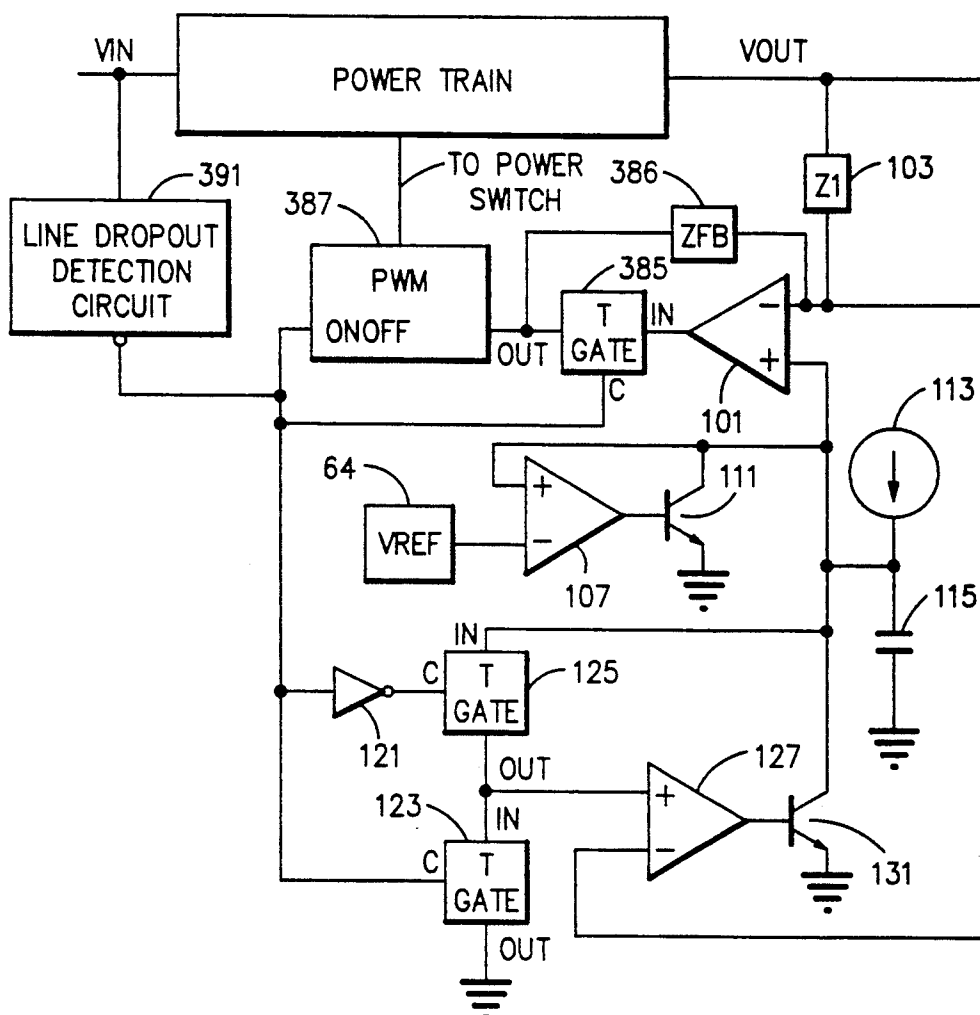 VIN
POWER TRAIN
VOUT
391
387
TO POWER
SWITCH
386
Z1
103
LINE DROPOUT
DETECTION
CIRCUIT
PWM
ONOFF
ZFB
385
OUT
T
GATE
IN
C
−
+
101
113
64
VREF
+
−
107
111
115
IN
C
T
GATE
125
121
OUT
123
IN
C
T
GATE
OUT
127
+
−
131